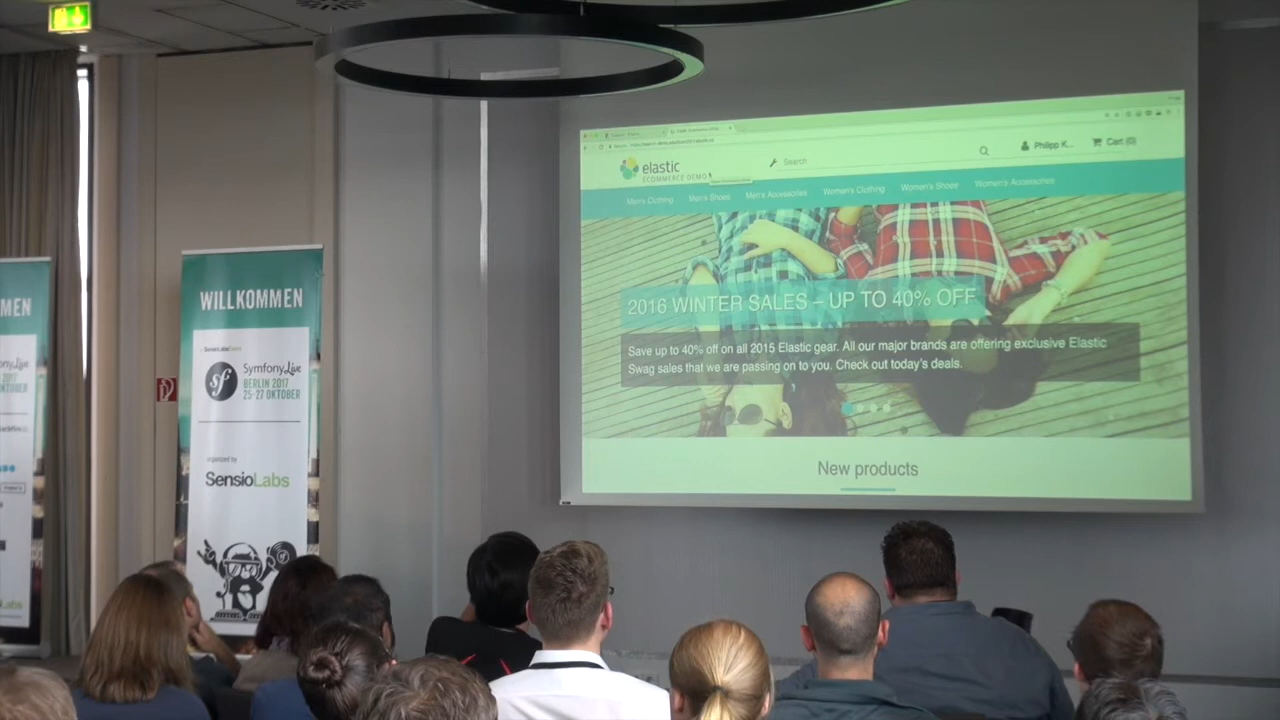 WILLKOMMEN
SymfonyLive
BERLIN 2017
25-27 OKTOBER
organized by
SensioLabs
MEN
2017
OKTOBER
elastic
ECOMMERCE DEMO
Search
Philipp K...
Cart (0)
Men's Clothing
Men's Shoes
Men's Accessories
Women's Clothing
Women's Shoes
Women's Accessories
2016 WINTER SALES – UP TO 40% OFF
Save up to 40% off on all 2015 Elastic gear. All our major brands are offering exclusive Elastic
Swag sales that we are passing on to you. Check out today's deals.
New products